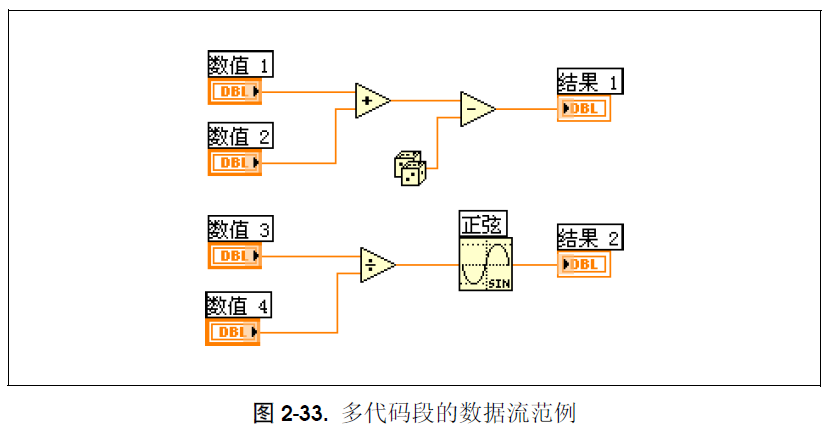 数值 1
DBL
+
-
结果 1
DBL
数值 2
DBL
数值 3
DBL
÷
正弦
SIN
结果 2
DBL
数值 4
DBL
图 2-33. 多代码段的数据流范例